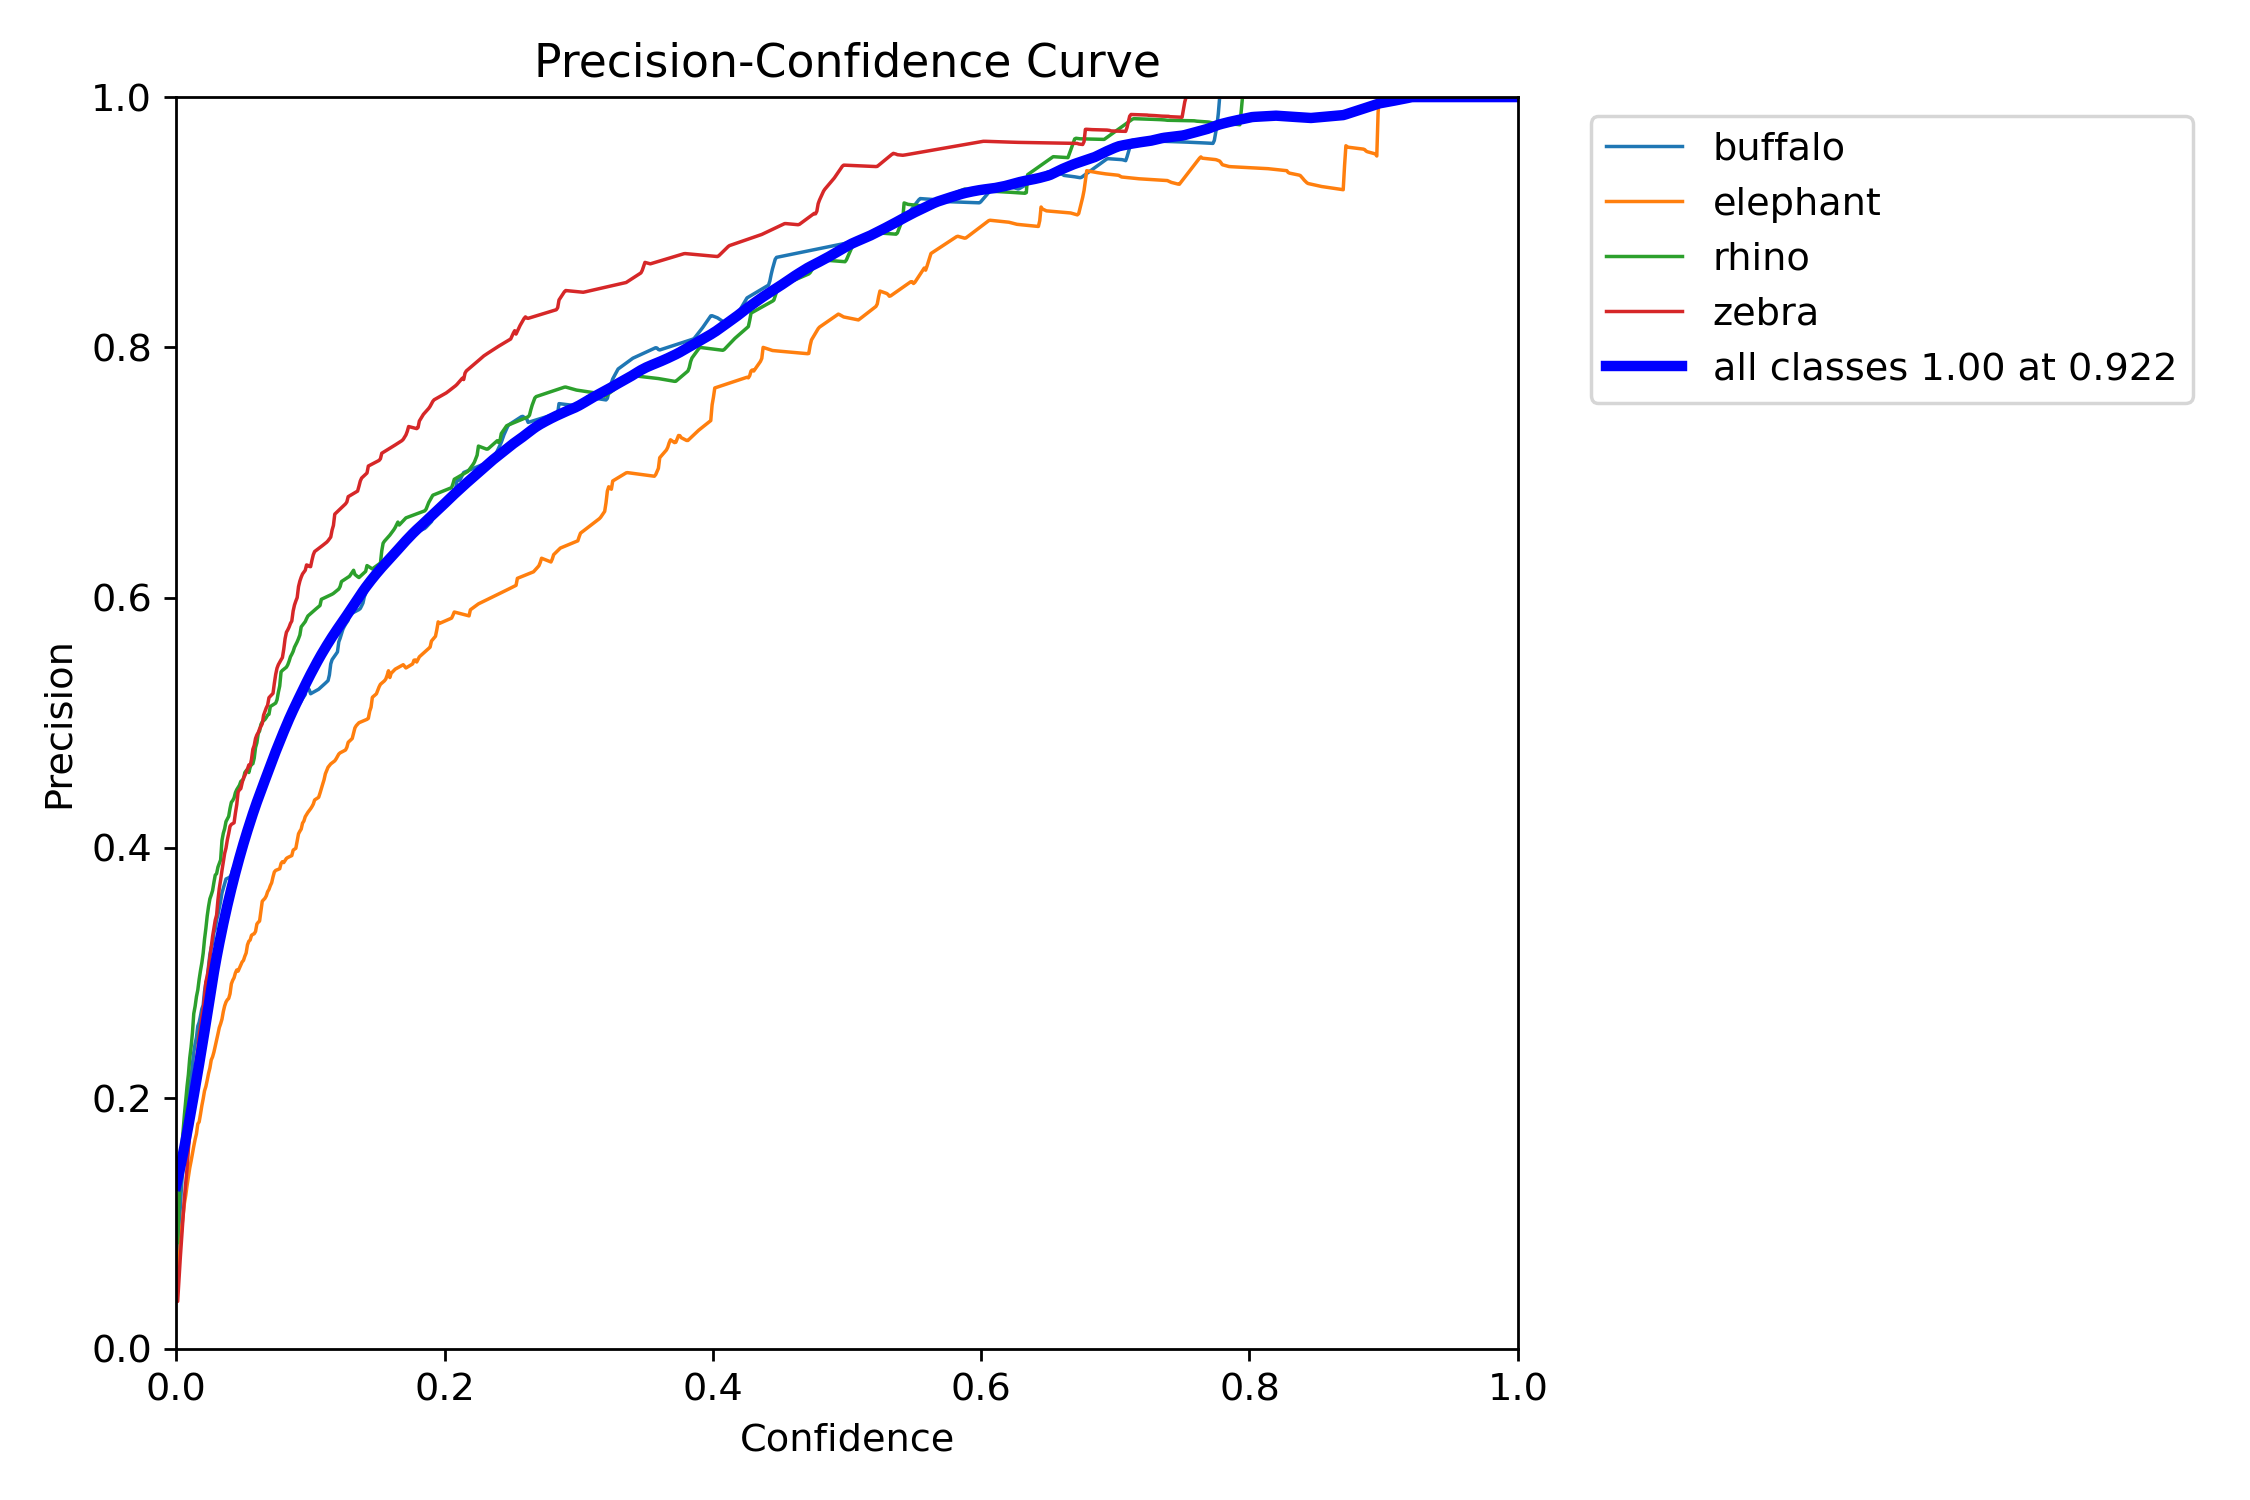 Precision-Confidence Curve
1.0
0.8
0.6
0.4
0.2
0.0
Precision
0.0 0.2 0.4 0.6 0.8 1.0
Confidence
buffalo
elephant
rhino
zebra
all classes 1.00 at 0.922